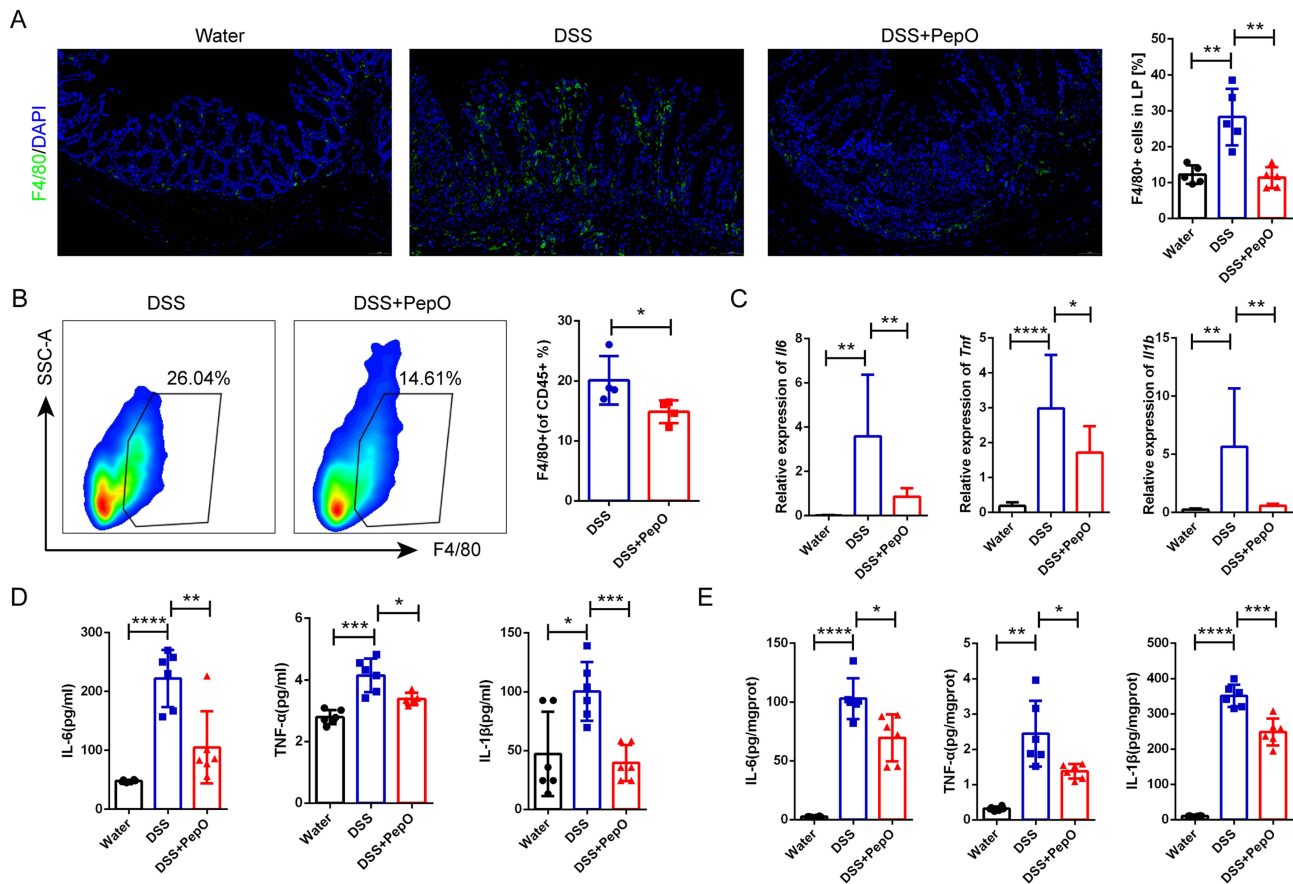 A
Water
DSS
DSS+PepO
F4/80/DAPI
F4/80+ cells in LP [%]
50
40
30
20
10
0
**
**
Water
DSS
DSS+PepO
B
DSS
DSS+PepO
SSC-A
26.04%
14.61%
F4/80
F4/80+(of CD45+ %)
30
20
10
0
*
DSS
DSS+PepO
C
Relative expression of Il6
8
6
4
2
0
**
**
Water
DSS
DSS+PepO
Relative expression of Tnf
5
4
3
2
1
0
****
*
Water
DSS
DSS+PepO
Relative expression of Il1b
15
10
5
0
**
**
Water
DSS
DSS+PepO
D
IL-6(pg/ml)
300
200
100
0
****
**
Water
DSS
DSS+PepO
TNF-α(pg/ml)
6
4
2
0
***
*
Water
DSS
DSS+PepO
IL-1β(pg/ml)
150
100
50
0
*
***
Water
DSS
DSS+PepO
E
IL-6(pg/mgprot)
150
100
50
0
****
*
Water
DSS
DSS+PepO
TNF-α(pg/mgprot)
5
4
3
2
1
0
**
*
Water
DSS
DSS+PepO
IL-1β(pg/mgprot)
500
400
300
200
100
0
****
***
Water
DSS
DSS+PepO